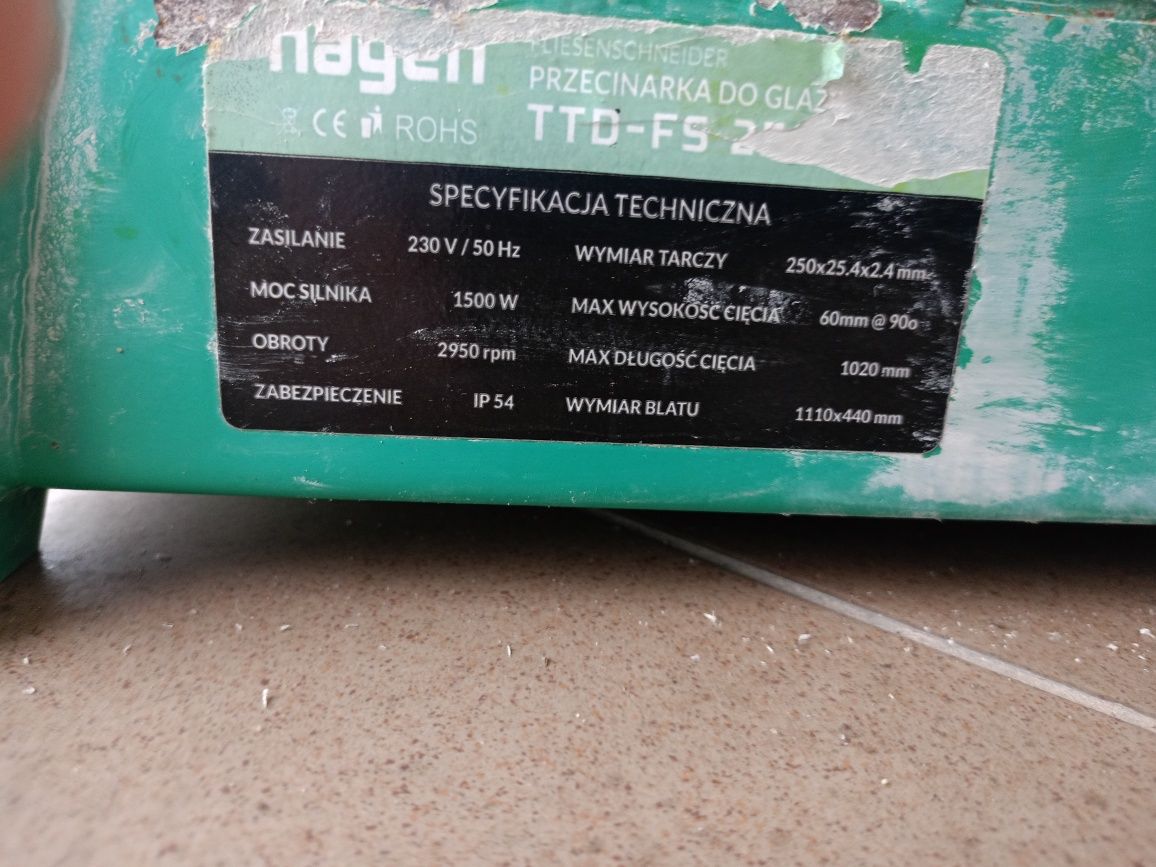 hagen
FLIESENSCHNEIDER
PRZECINARKA DO GLAZ
CE ROHS
TTD-FS 25
SPECYFIKACJA TECHNICZNA
ZASILANIE 230 V / 50 Hz WYMIAR TARCZY 250x25.4x2.4 mm
MOC SILNIKA 1500 W MAX WYSOKOŚĆ CIĘCIA 60mm @ 90o
OBROTY 2950 rpm MAX DŁUGOŚĆ CIĘCIA 1020 mm
ZABEZPIECZENIE IP 54 WYMIAR BLATU 1110x440 mm